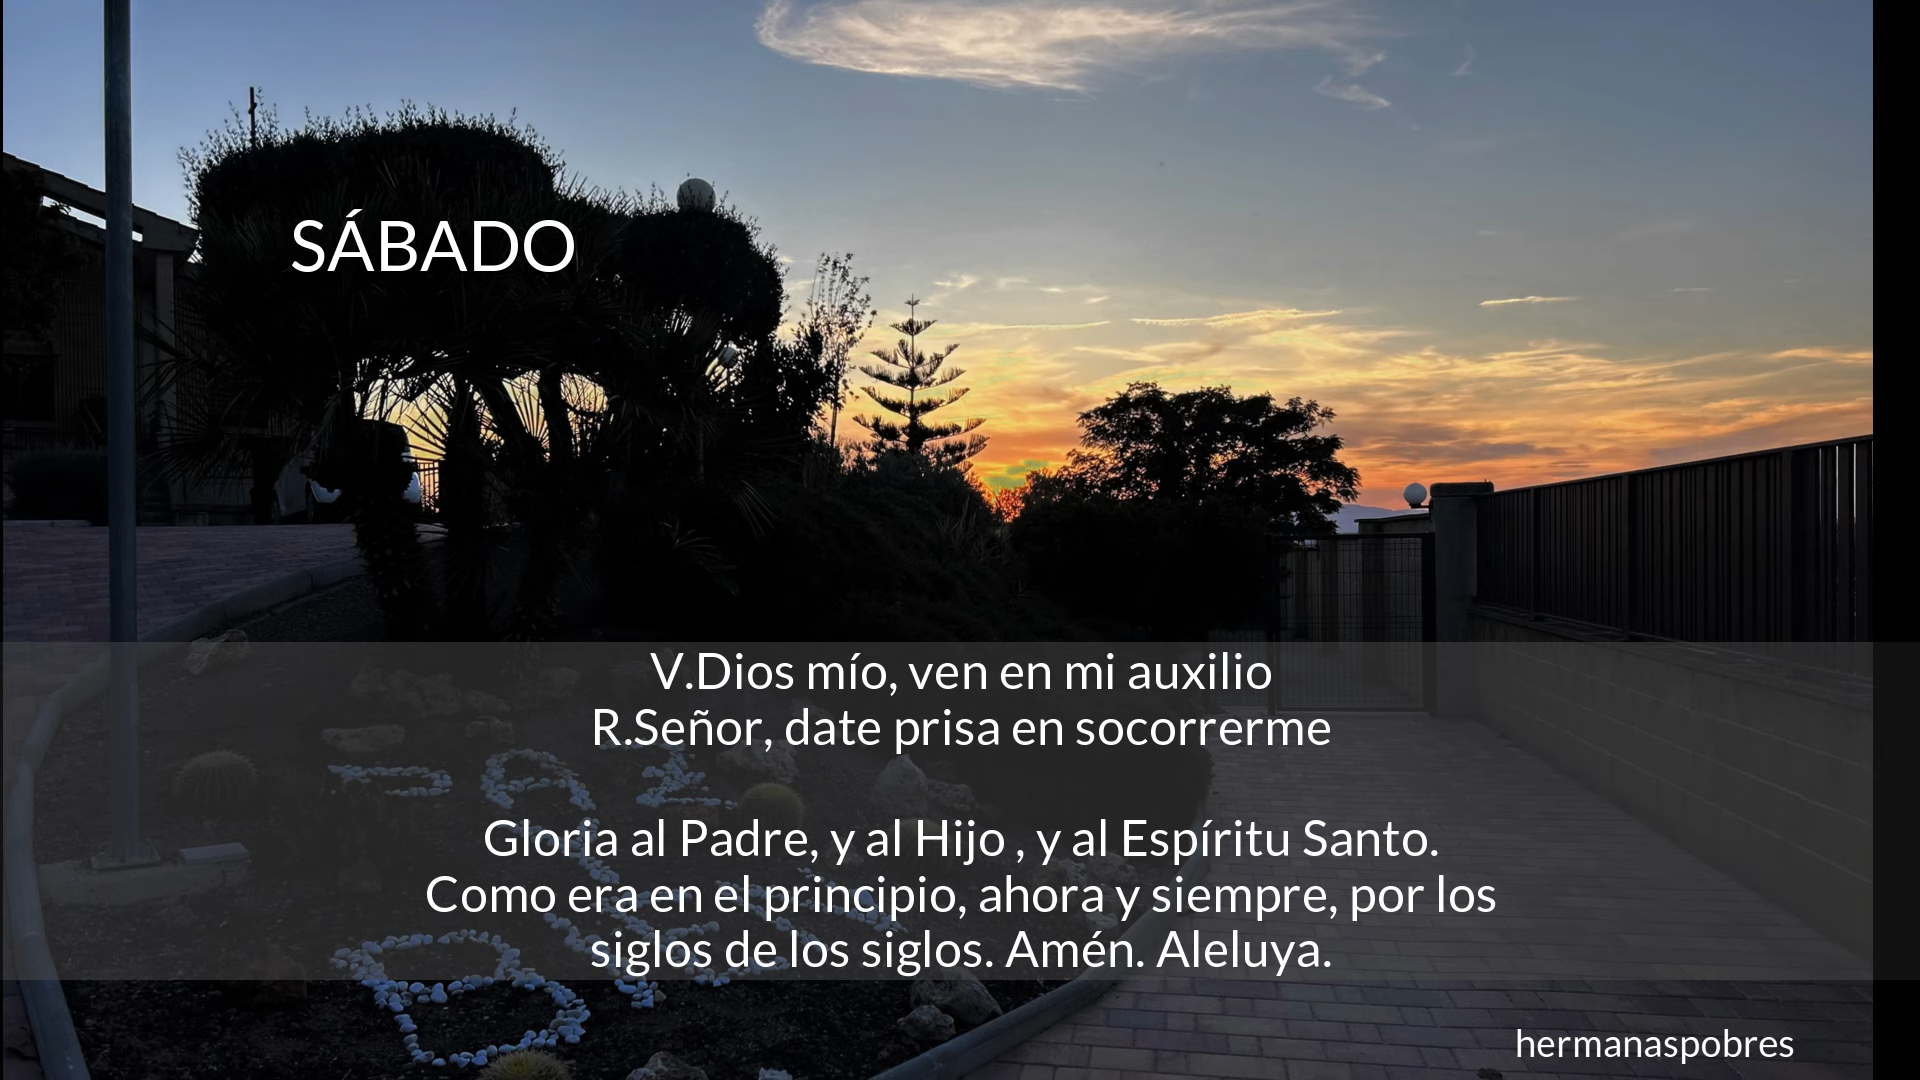 SÁBADO
V.Dios mío, ven en mi auxilio
R.Señor, date prisa en socorrerme
Gloria al Padre, y al Hijo , y al Espíritu Santo.
Como era en el principio, ahora y siempre, por los
siglos de los siglos. Amén. Aleluya.
PAZ
hermanaspobres